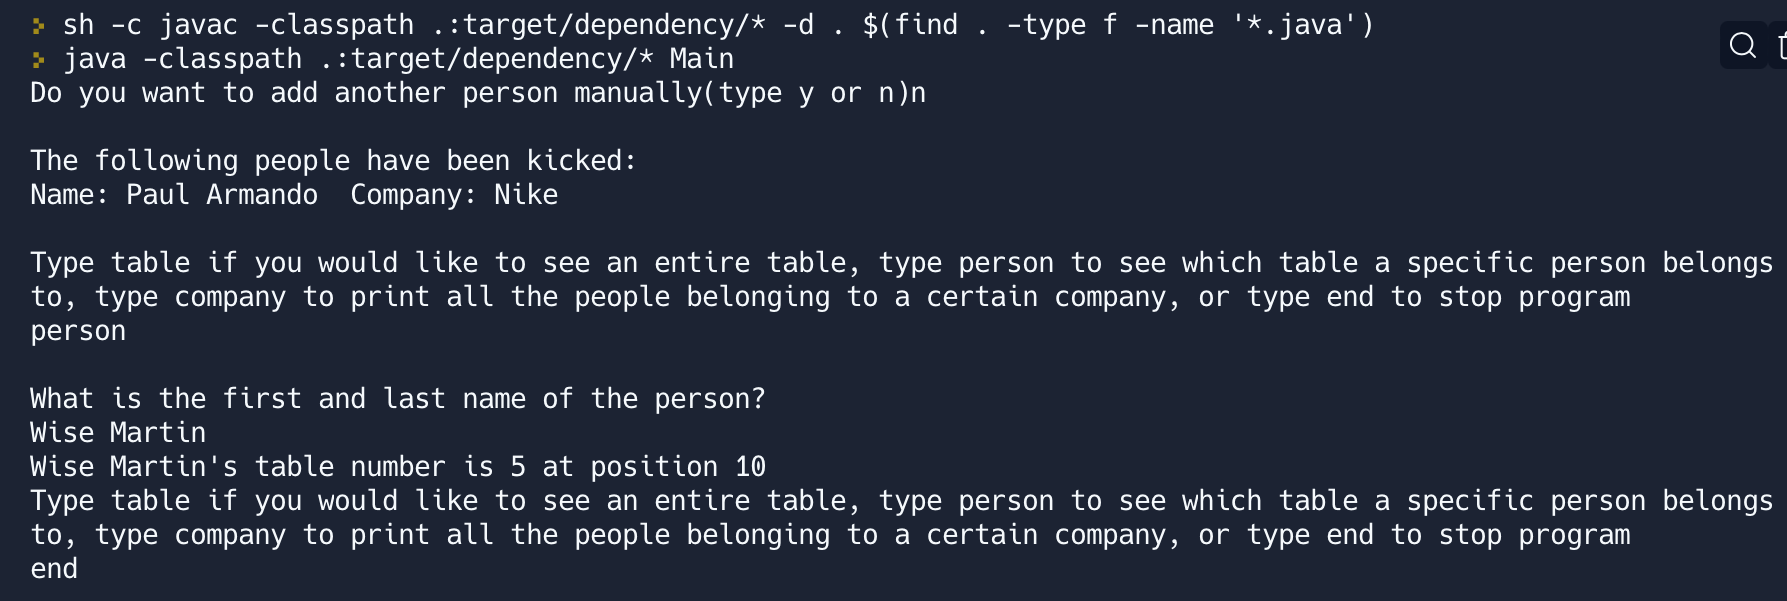 sh -c javac -classpath .:target/dependency/* -d . $(find . -type f -name '*.java')
java -classpath .:target/dependency/* Main
Do you want to add another person manually(type y or n)n
The following people have been kicked:
Name: Paul Armando  Company: Nike
Type table if you would like to see an entire table, type person to see which table a specific person belongs
to, type company to print all the people belonging to a certain company, or type end to stop program
person
What is the first and last name of the person?
Wise Martin
Wise Martin's table number is 5 at position 10
Type table if you would like to see an entire table, type person to see which table a specific person belongs
to, type company to print all the people belonging to a certain company, or type end to stop program
end